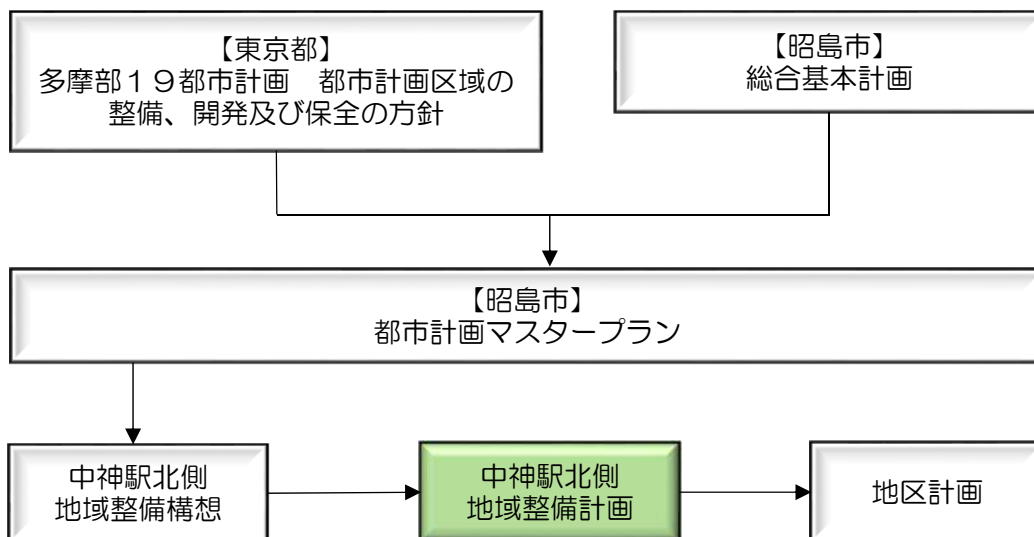 【東京都】
多摩部19都市計画　都市計画区域の
整備、開発及び保全の方針
【昭島市】
総合基本計画
【昭島市】
都市計画マスタープラン
中神駅北側
地域整備構想
中神駅北側
地域整備計画
地区計画